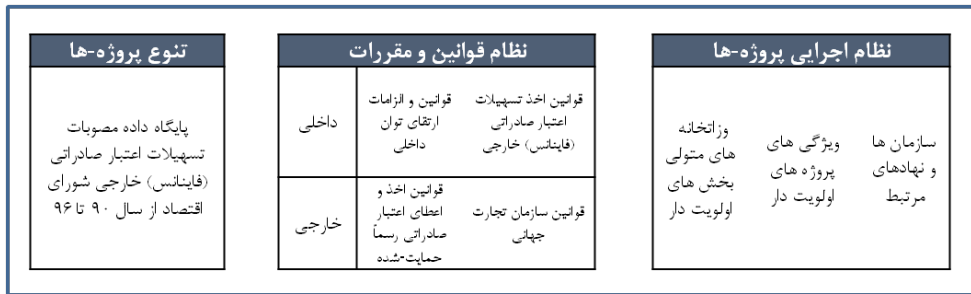 نظام اجرایی پروژه-ها
سازمان ها
و نهادهای
مرتبط
ویژگی های
پروژه های
اولویت دار
وزاتخانه
های متولی
بخش های
اولویت دار
نظام قوانین و مقررات
قوانین اخذ تسهیلات
اعتبار صادراتی
(فاینانس) خارجی
قوانین و الزامات
ارتقای توان
داخلی
داخلی
قوانین سازمان تجارت
جهانی
قوانین اخذ و
اعطای اعتبار
صادراتی رسماً
حمایت-شده
خارجی
تنوع پروژه-ها
پایگاه داده مصوبات
تسهیلات اعتبار صادراتی
(فاینانس) خارجی شورای
اقتصاد از سال ۹۰ تا ۹۶